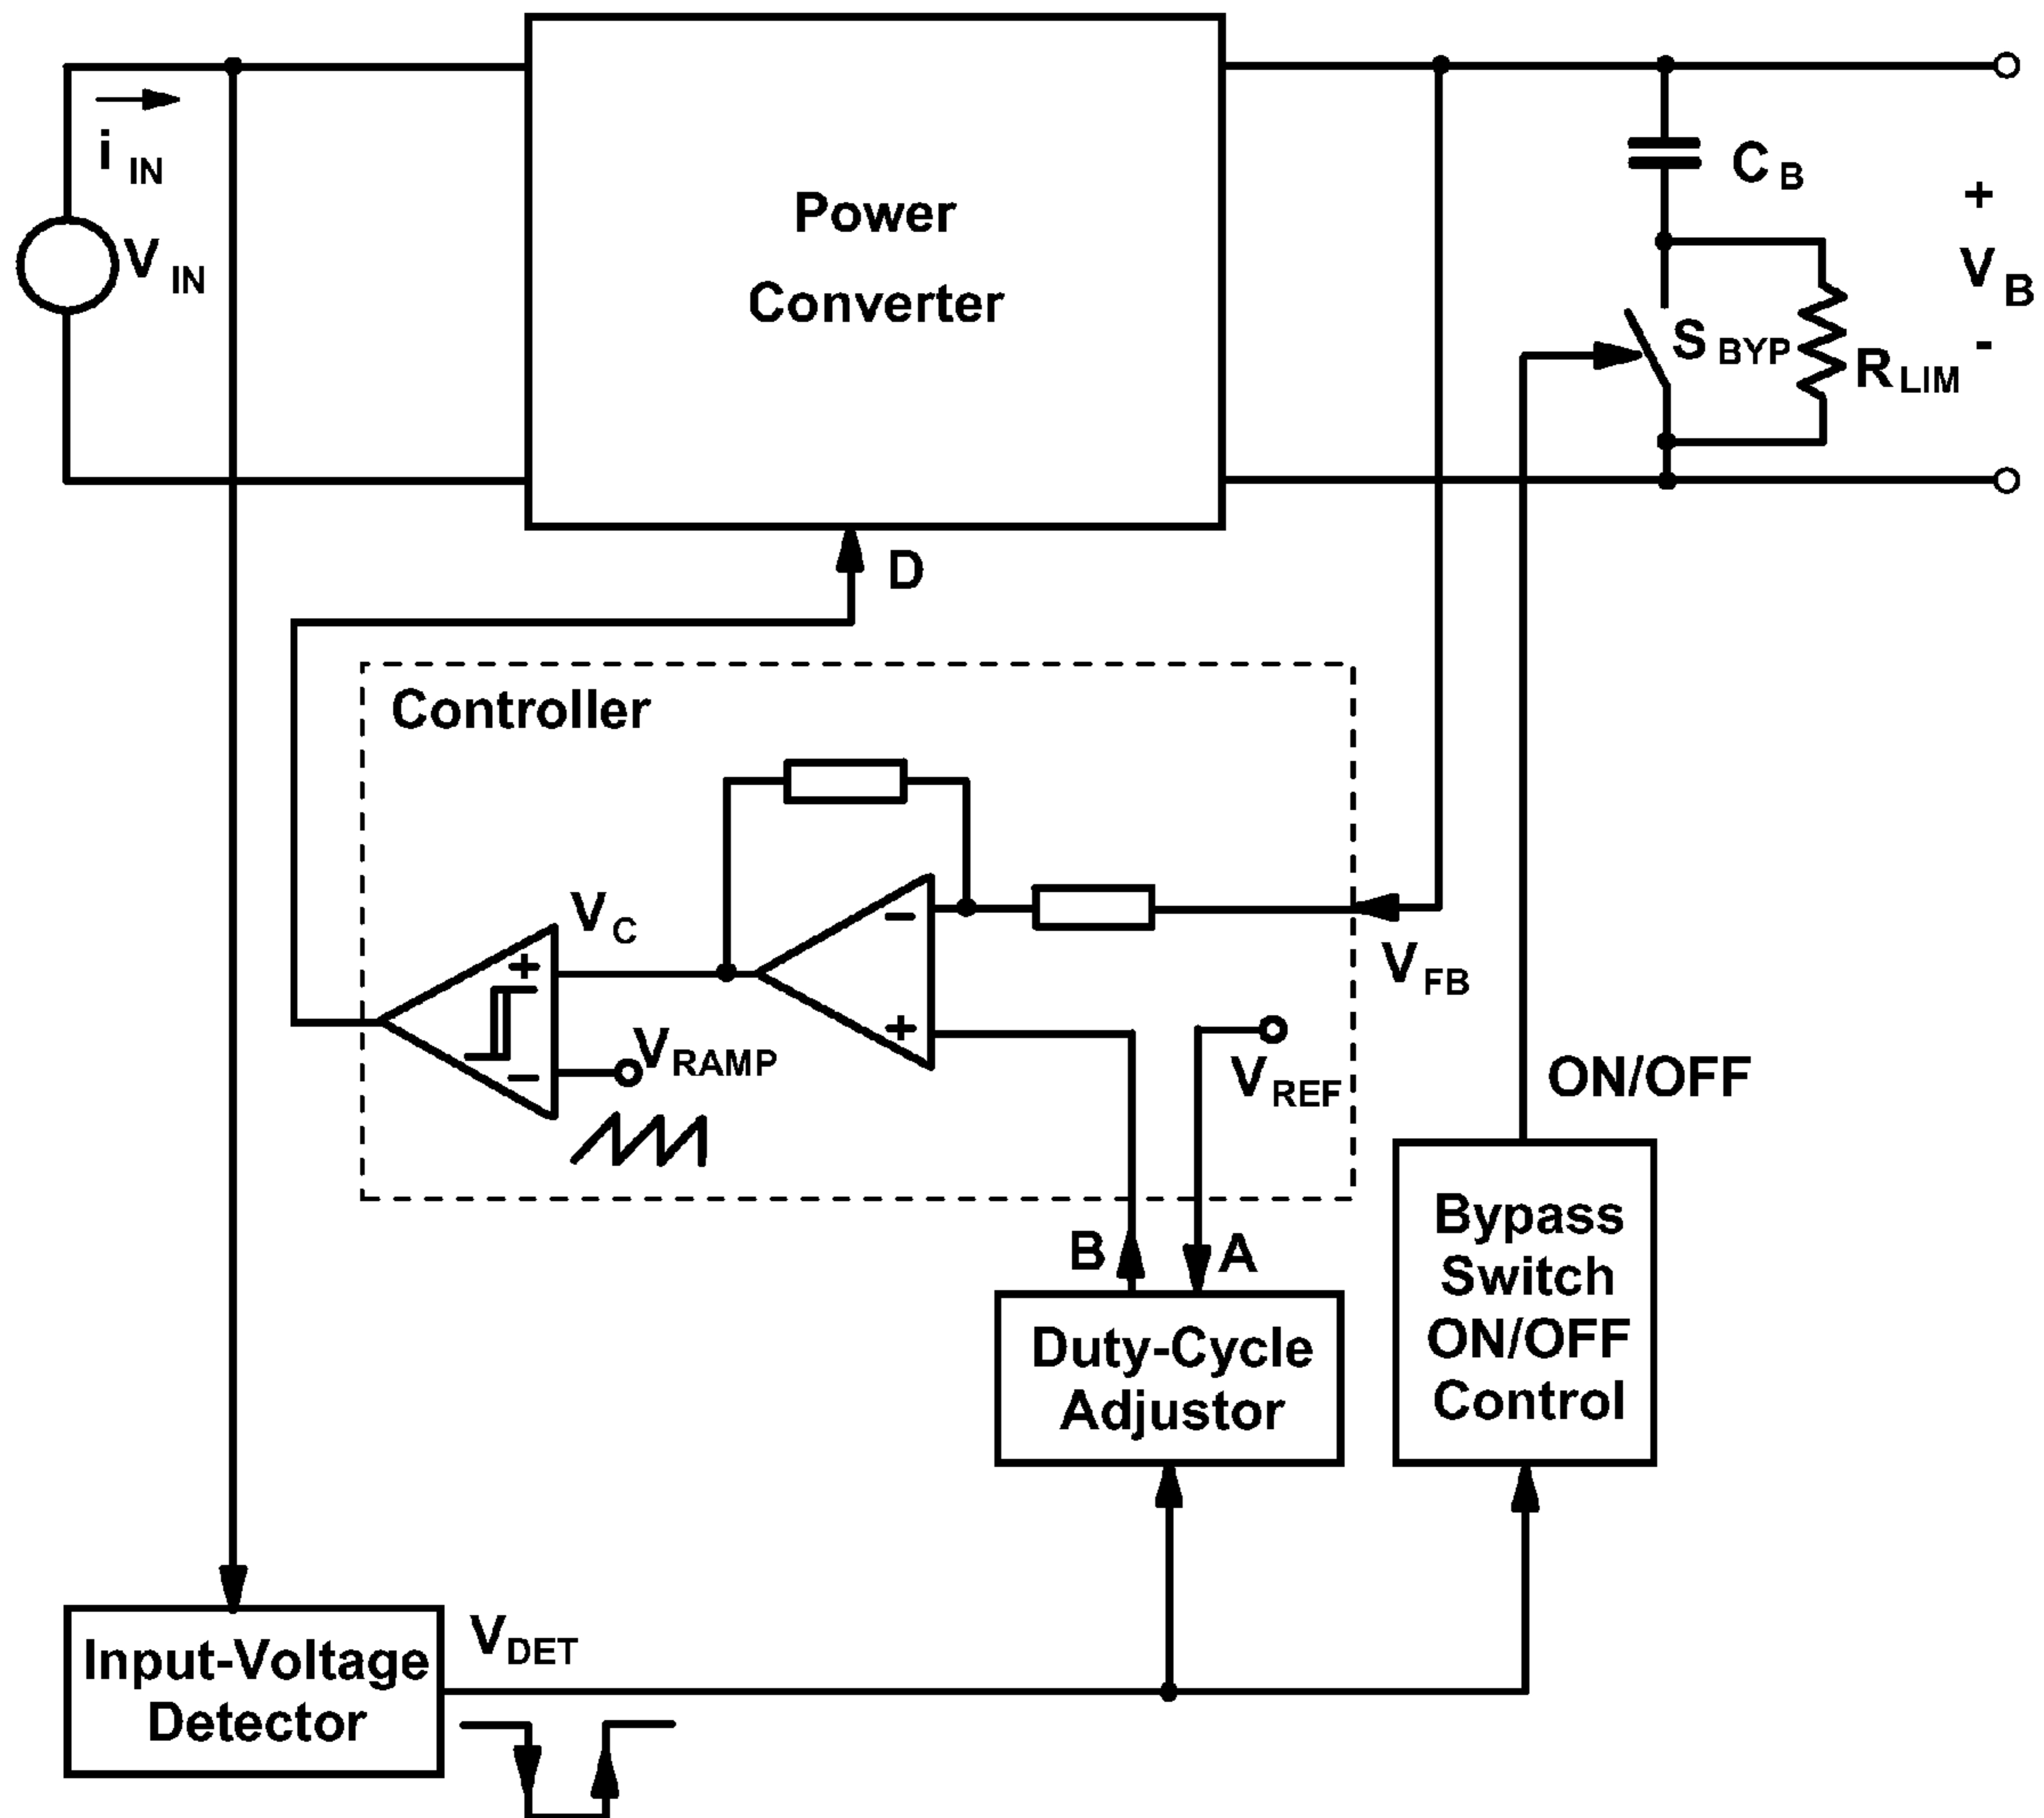 Power
Converter
i IN
V IN
C B
+
V B
-
S BYP
R LIM
D
Controller
V C
−
+
+
−
V RAMP
V FB
V REF
ON/OFF
B
A
Duty-Cycle
Adjustor
Bypass
Switch
ON/OFF
Control
Input-Voltage
Detector
V DET